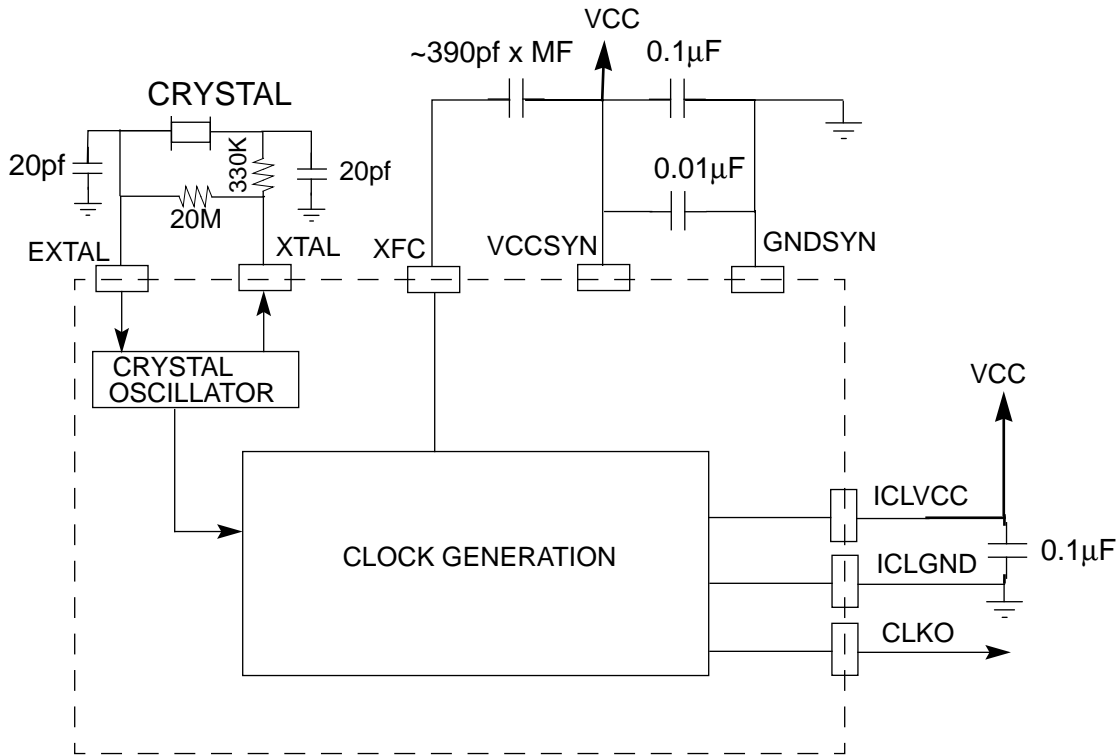 VCC
~390pf x MF
0.1µF
CRYSTAL
20pf
330K
20pf
0.01µF
20M
EXTAL
XTAL
XFC
VCCSYN
GNDSYN
CRYSTAL
OSCILLATOR
VCC
ICLVCC
CLOCK GENERATION
0.1µF
ICLGND
CLKO